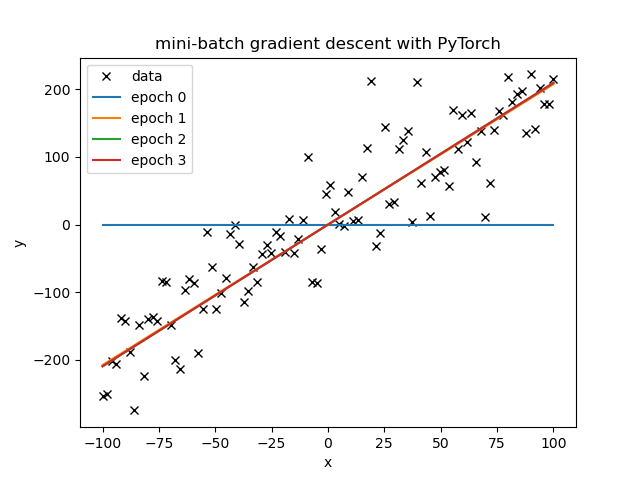 mini-batch gradient descent with PyTorch
data
epoch 0
epoch 1
epoch 2
epoch 3
200
100
0
−100
−200
y
−100 −75 −50 −25 0 25 50 75 100
x